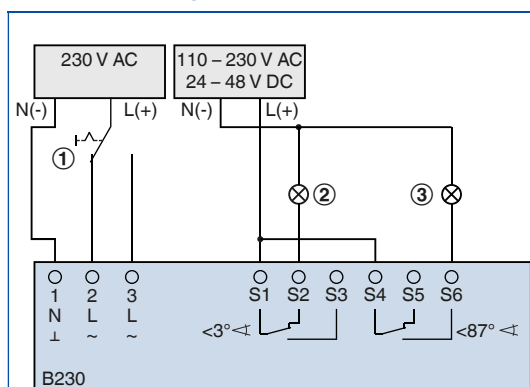 230 V AC
110 – 230 V AC
24 – 48 V DC
N(-) L(+) N(-) L(+)
① ② ③
1 2 3 S1 S2 S3 S4 S5 S6
N L L
⊥ ~ ~ <3° ∢ <87° ∢
B230